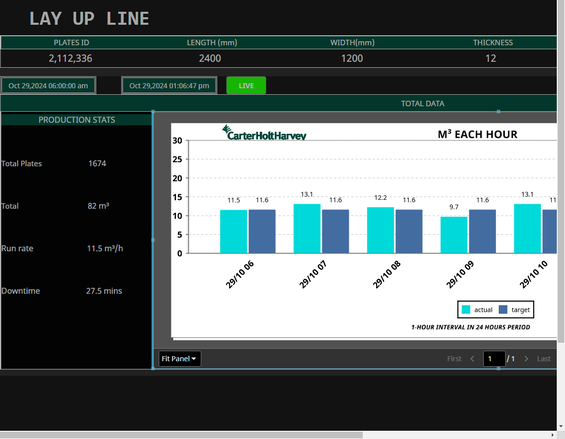 LAY UP LINE
PLATES ID LENGTH (mm) WIDTH(mm) THICKNESS
2,112,336 2400 1200 12
Oct 29,2024 06:00:00 am Oct 29,2024 01:06:47 pm LIVE
TOTAL DATA
PRODUCTION STATS
Total Plates 1674
Total 82 m³
Run rate 11.5 m³/h
Downtime 27.5 mins
CarterHoltHarvey M³ EACH HOUR
30
25
20
15
10
5
0
11.5 11.6 13.1 11.6 12.2 11.6 9.7 11.6 13.1 11
29/10 06 29/10 07 29/10 08 29/10 09 29/10 10
actual target
1-HOUR INTERVAL IN 24 HOURS PERIOD
Fit Panel First 1 / 1 Last